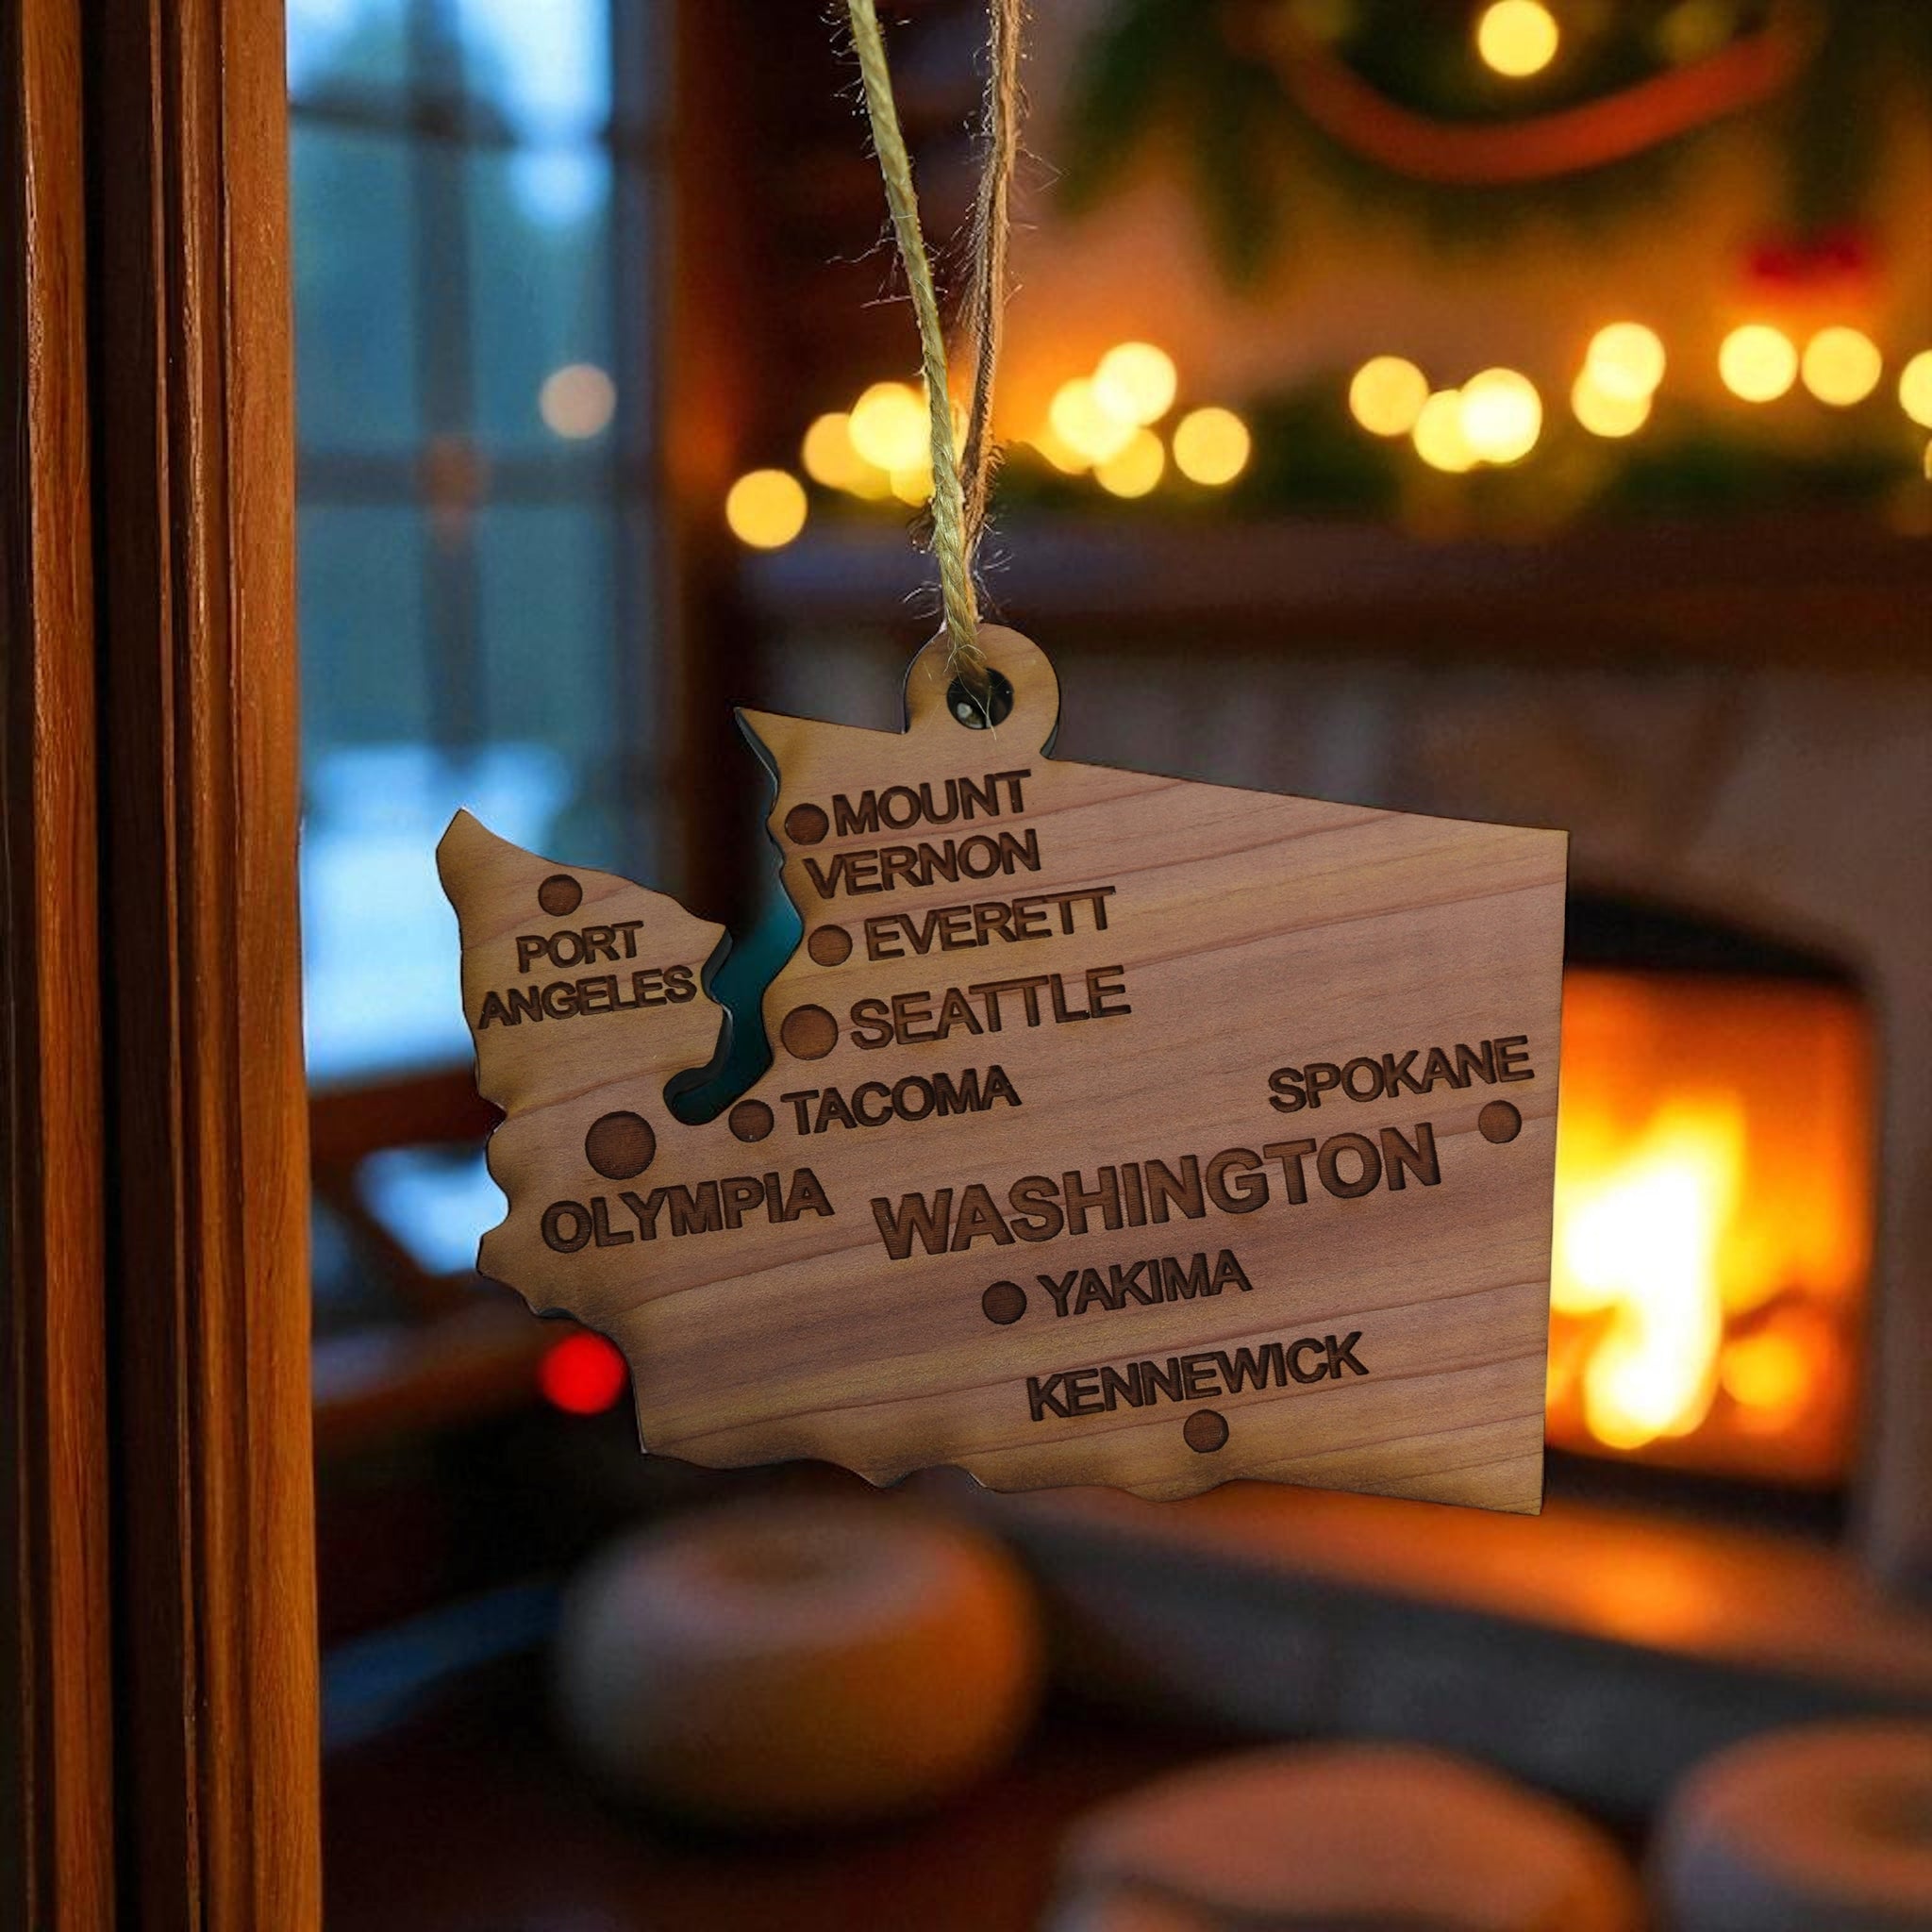 MOUNT
VERNON
PORT
ANGELES
EVERETT
SEATTLE
TACOMA
SPOKANE
OLYMPIA
WASHINGTON
YAKIMA
KENNEWICK